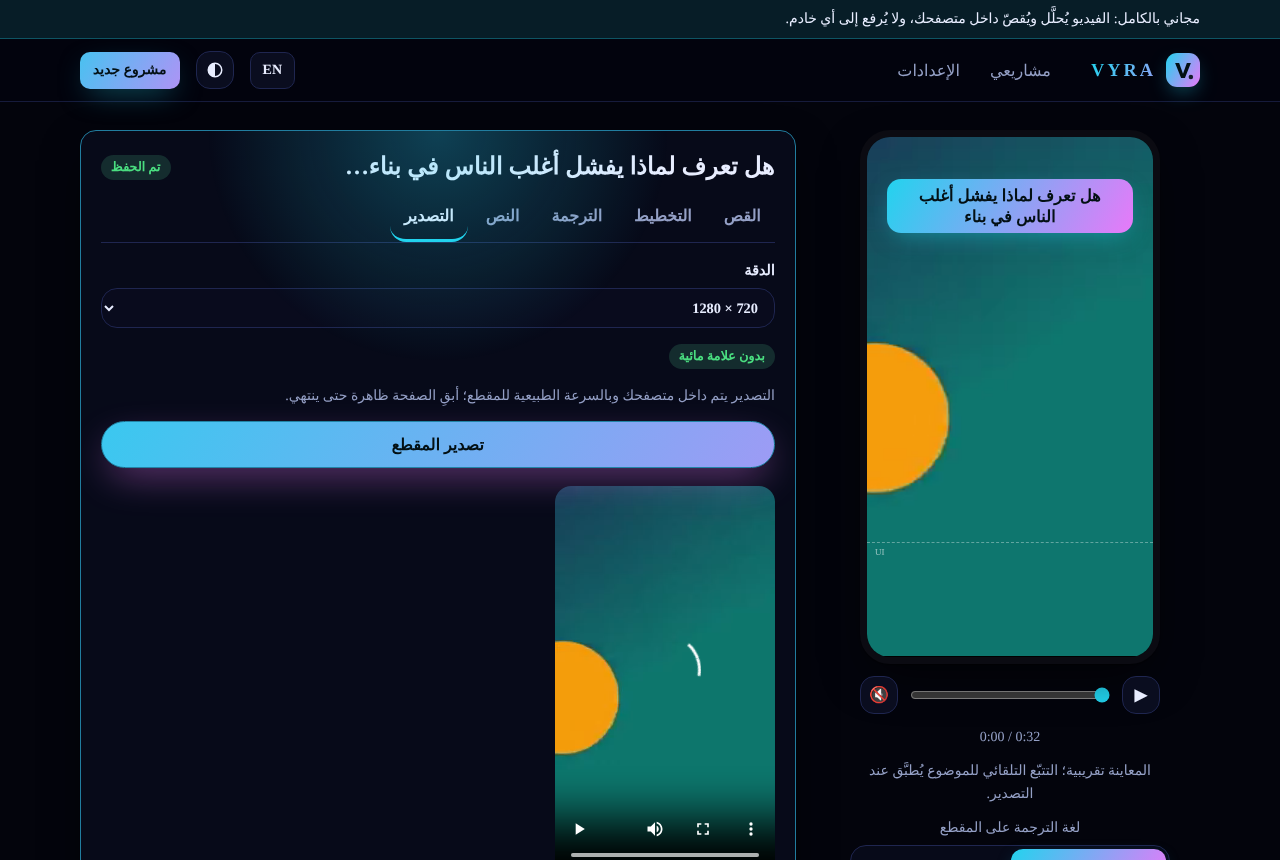 مجاني بالكامل: الفيديو يُحلَّل ويُقصّ داخل متصفحك، ولا يُرفع إلى أي خادم.
V. VYRA
مشاريعي
الإعدادات
EN
مشروع جديد
هل تعرف لماذا يفشل أغلب
الناس في بناء
UI
0:00 / 0:32
المعاينة تقريبية؛ التتبّع التلقائي للموضوع يُطبَّق عند
التصدير.
لغة الترجمة على المقطع
هل تعرف لماذا يفشل أغلب الناس في بناء...
تم الحفظ
القص
التخطيط
الترجمة
النص
التصدير
الدقة
720 × 1280
بدون علامة مائية
التصدير يتم داخل متصفحك وبالسرعة الطبيعية للمقطع؛ أبقِ الصفحة ظاهرة حتى ينتهي.
تصدير المقطع